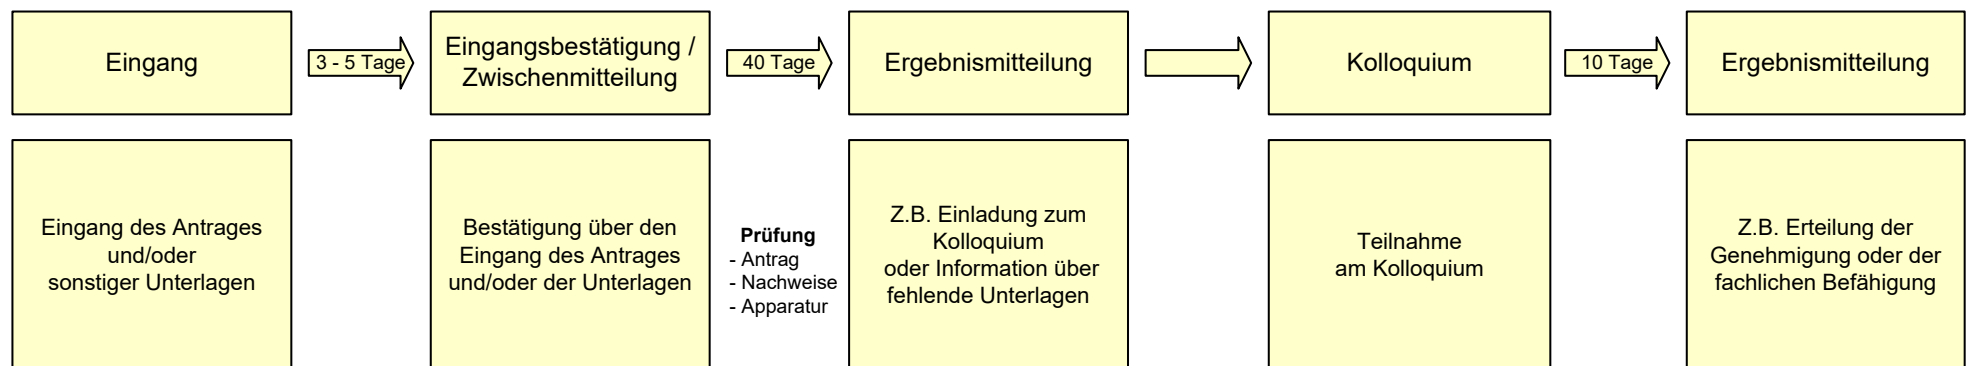 Eingang
3 - 5 Tage
Eingangsbestätigung /
Zwischenmitteilung
40 Tage
Ergebnismitteilung
Kolloquium
10 Tage
Ergebnismitteilung
Eingang des Antrages
und/oder
sonstiger Unterlagen
Bestätigung über den
Eingang des Antrages
und/oder der Unterlagen
Prüfung
- Antrag
- Nachweise
- Apparatur
Z.B. Einladung zum
Kolloquium
oder Information über
fehlende Unterlagen
Teilnahme
am Kolloquium
Z.B. Erteilung der
Genehmigung oder der
fachlichen Befähigung